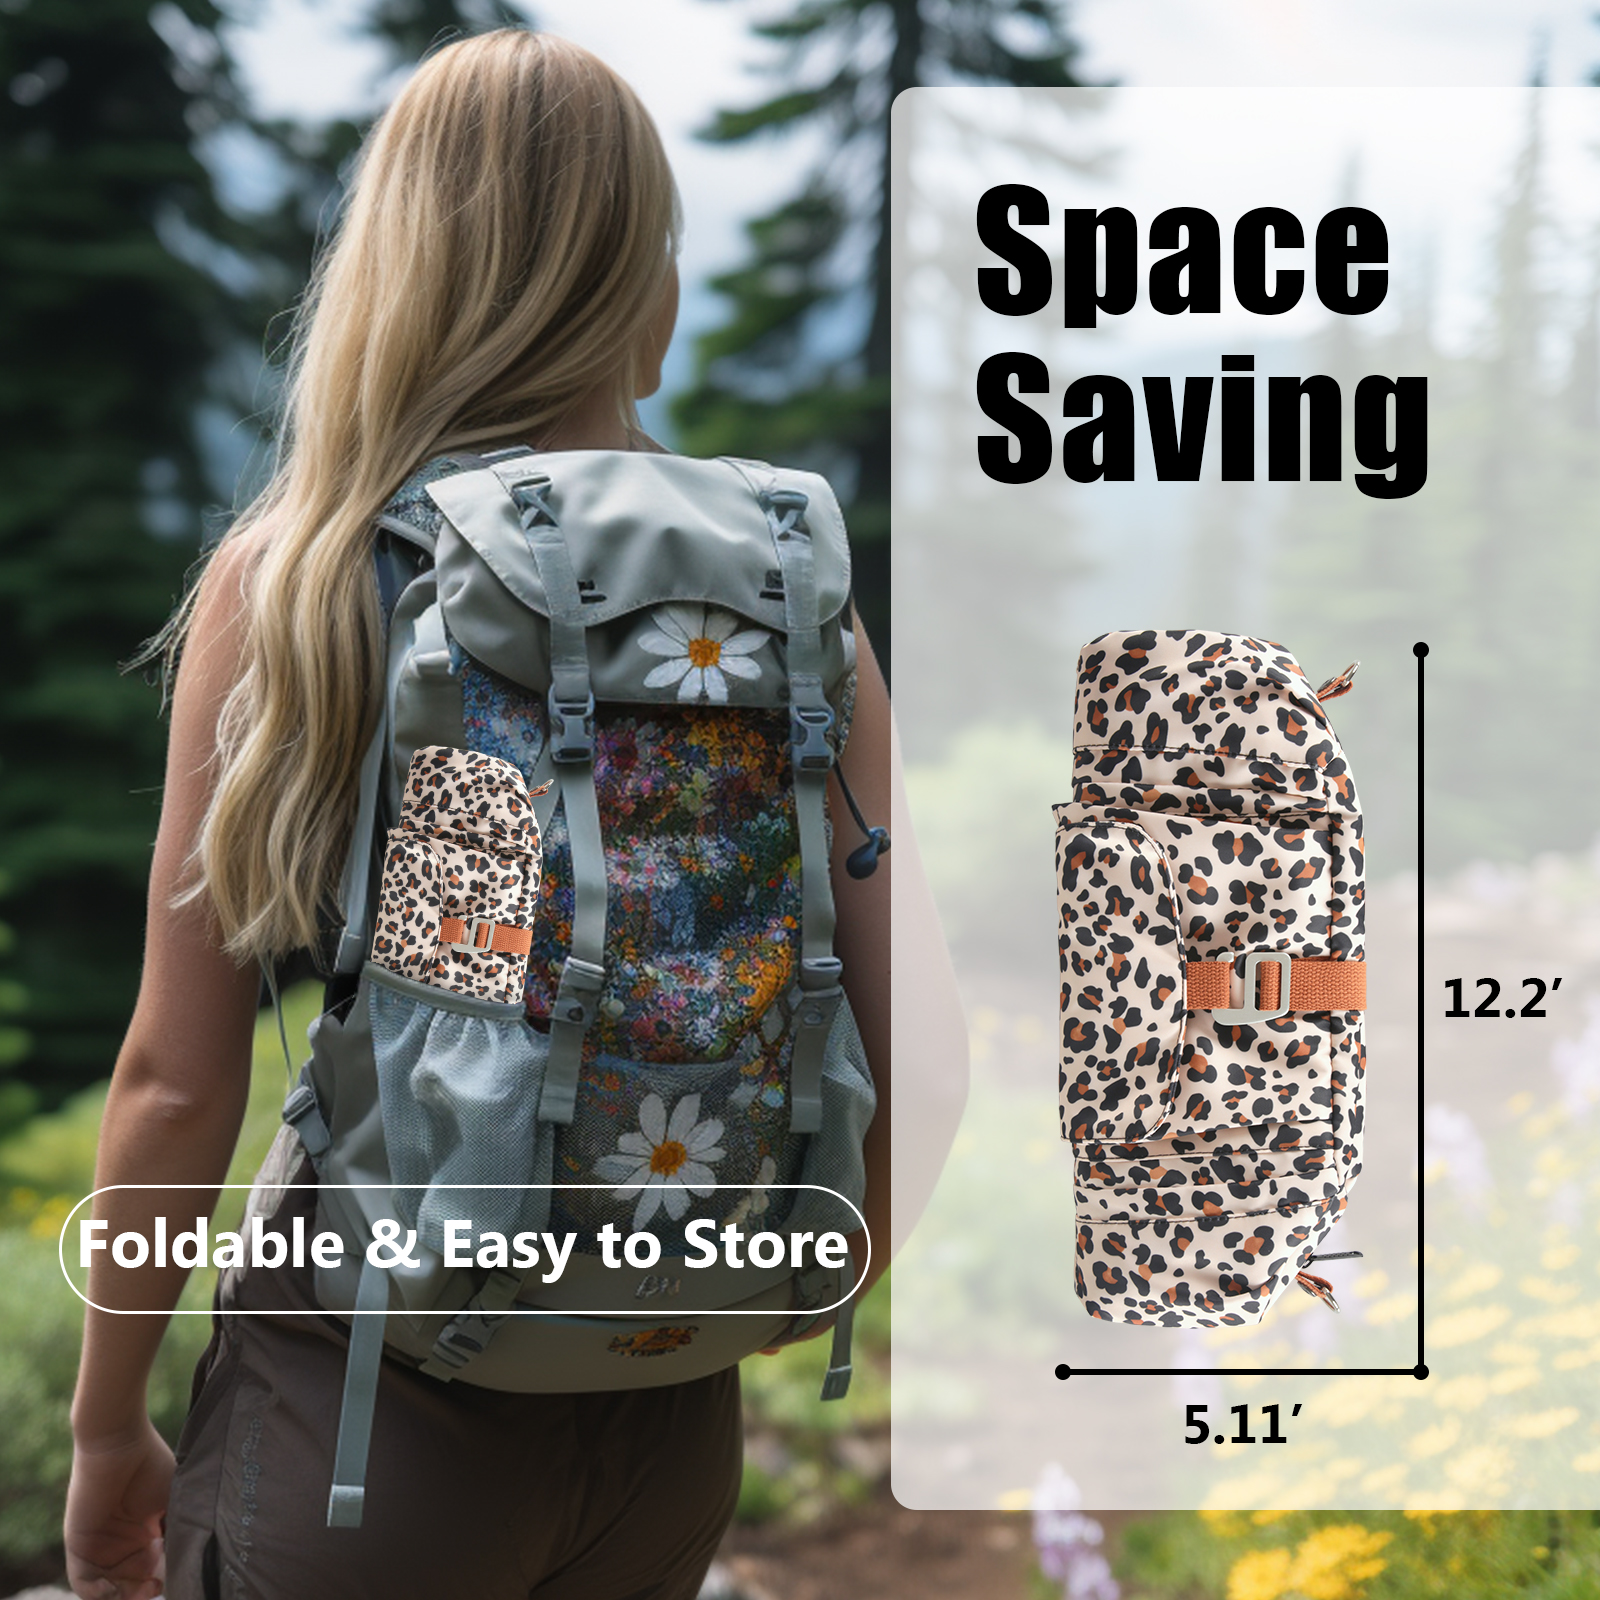 Space
Saving
12.2′
5.11′
Foldable & Easy to Store